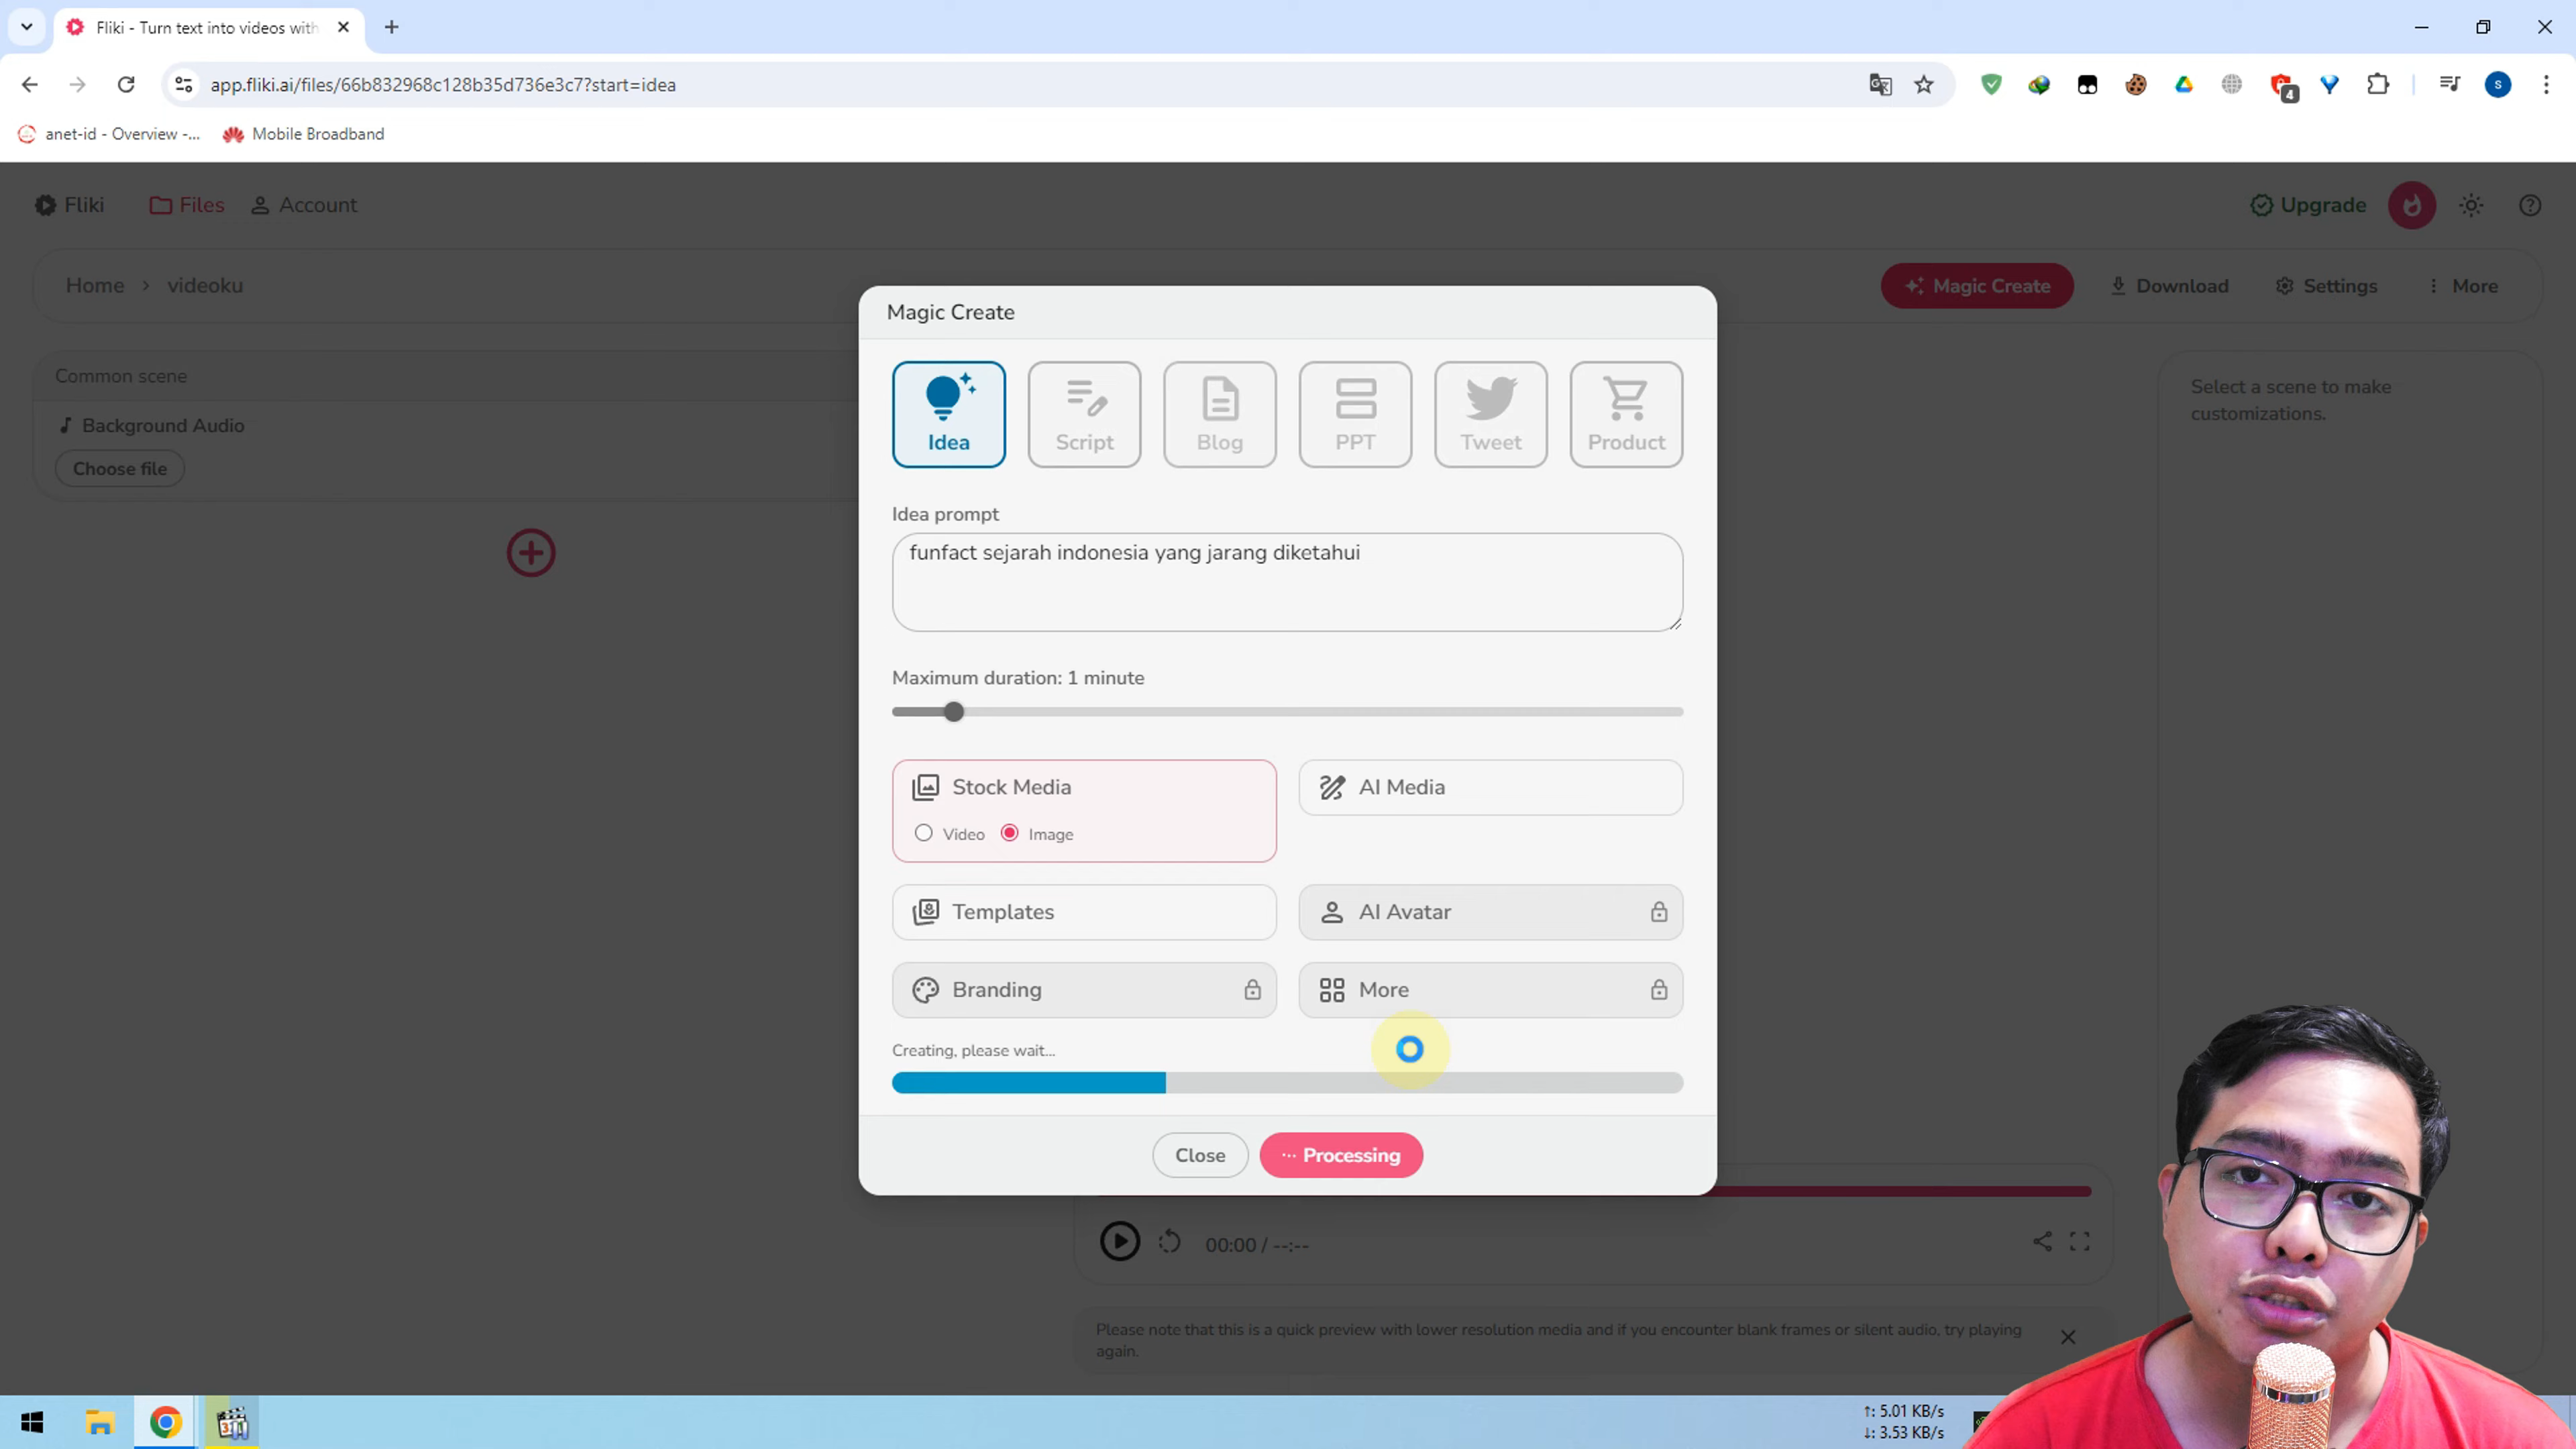 Fliki - Turn text into videos with
app.fliki.ai/files/66b832968c128b35d736e3c7?start=idea
4
S
anet-id - Overview -...
Mobile Broadband
Fliki
Files
Account
Upgrade
Home
videoku
Magic Create
Download
Settings
More
Common scene
Background Audio
Choose file
Select a scene to make
customizations.
Magic Create
Idea
Script
Blog
PPT
Tweet
Product
Idea prompt
funfact sejarah indonesia yang jarang diketahui
Maximum duration: 1 minute
Stock Media
Video
Image
AI Media
Templates
AI Avatar
Branding
More
Creating, please wait...
Close
··· Processing
00:00 / --:--
Please note that this is a quick preview with lower resolution media and if you encounter blank frames or silent audio, try playing
again.
↑: 5.01 KB/s
↓: 3.53 KB/s